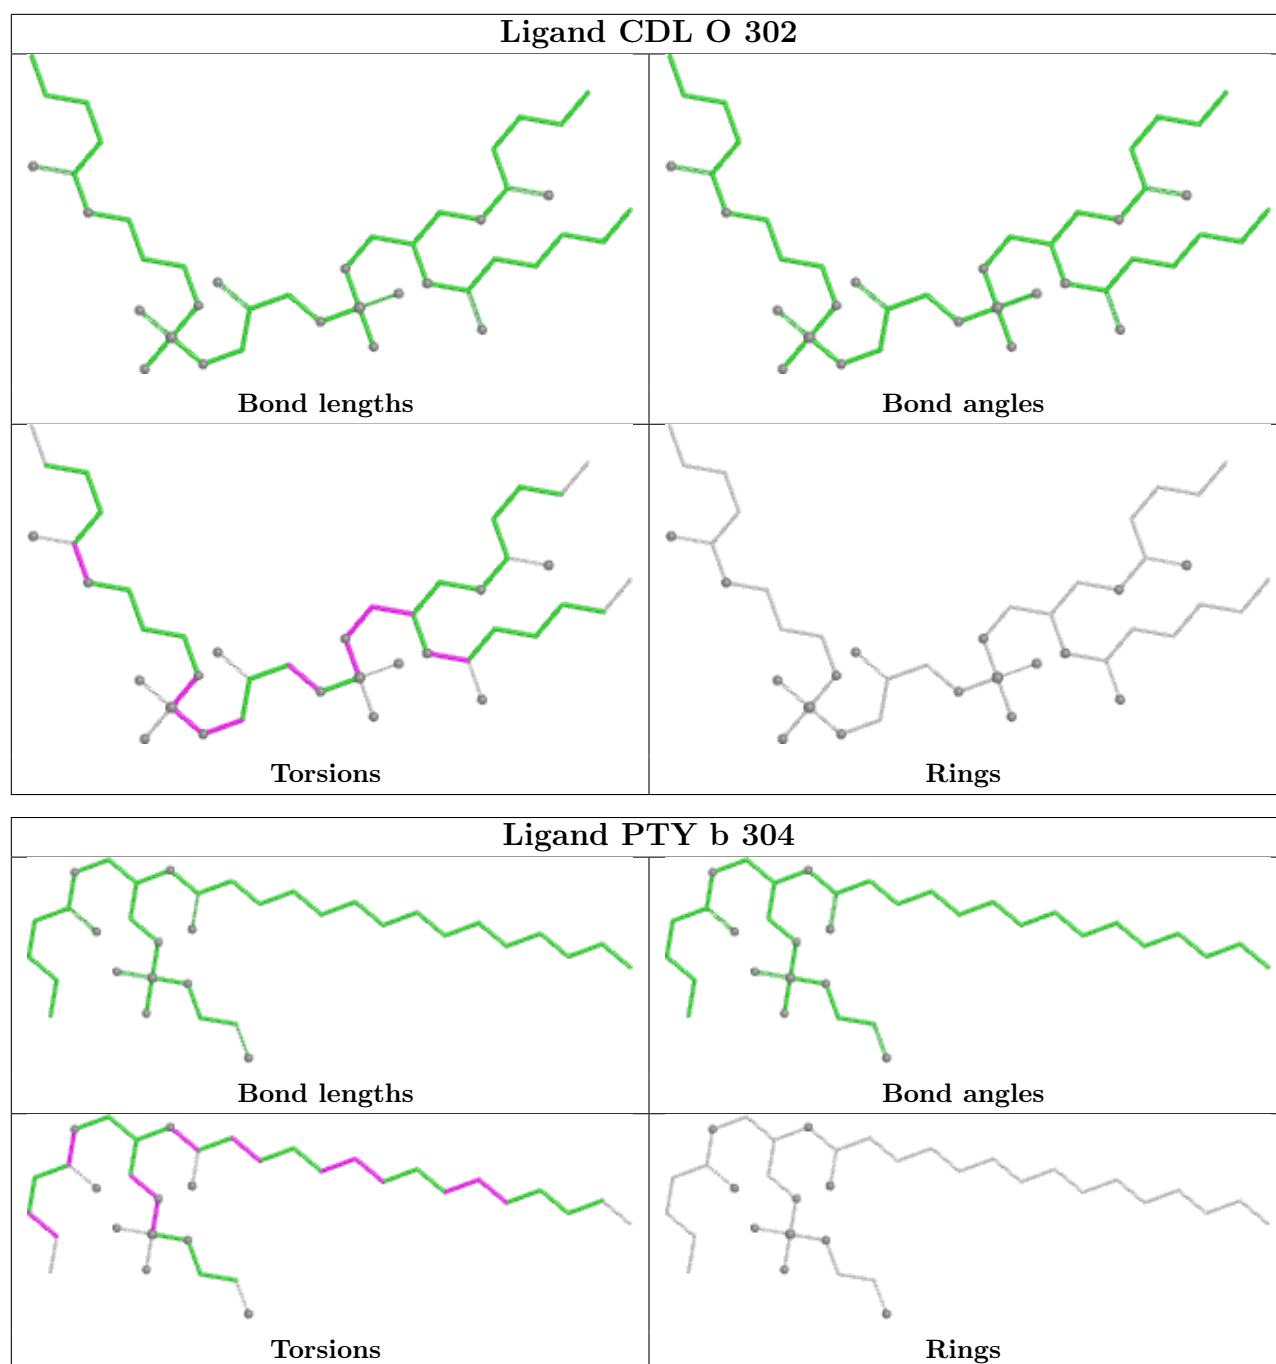 Ligand CDL O 302
Bond lengths
Bond angles
Torsions
Rings
Ligand PTY b 304
Bond lengths
Bond angles
Torsions
Rings